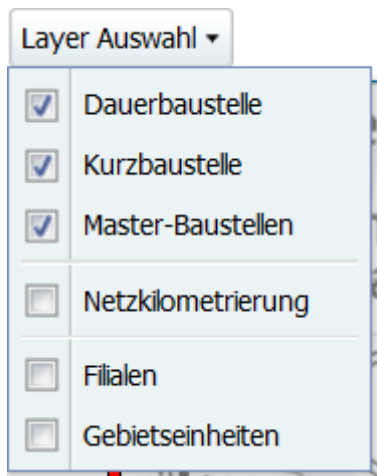 Layer Auswahl
Dauerbaustelle
Kurzbaustelle
Master-Baustellen
Netzkilometrierung
Filialen
Gebietseinheiten